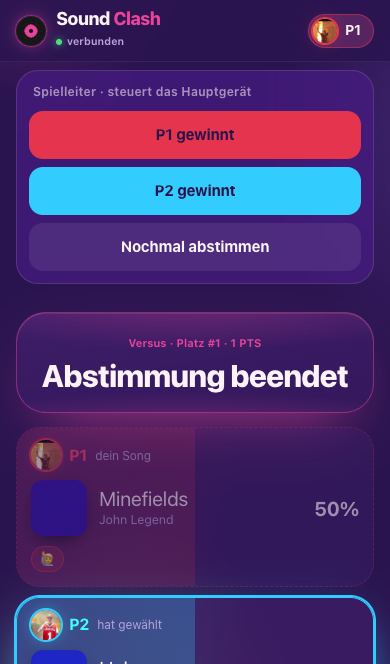 Sound Clash
verbunden
P1
Spielleiter · steuert das Hauptgerät
P1 gewinnt
P2 gewinnt
Nochmal abstimmen
Versus · Platz #1 · 1 PTS
Abstimmung beendet
P1 dein Song
Minefields
John Legend
50%
P2 hat gewählt